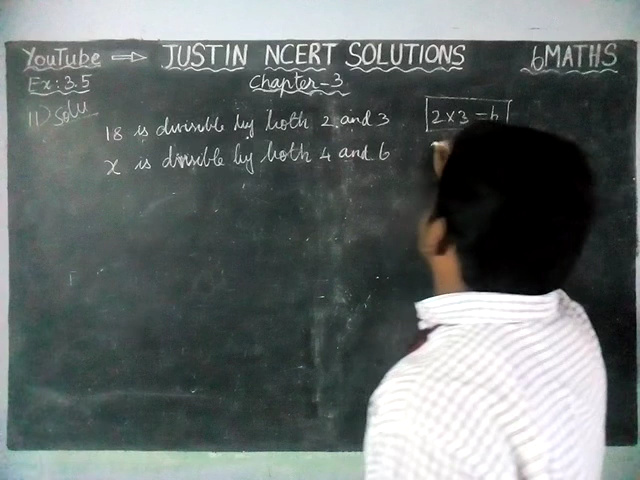 YouTube ⇒ JUSTIN NCERT SOLUTIONS 6MATHS
Ex: 3.5 Chapter-3
11) Solu
18 is divisible by both 2 and 3 2×3=6
x is divisible by both 4 and 6